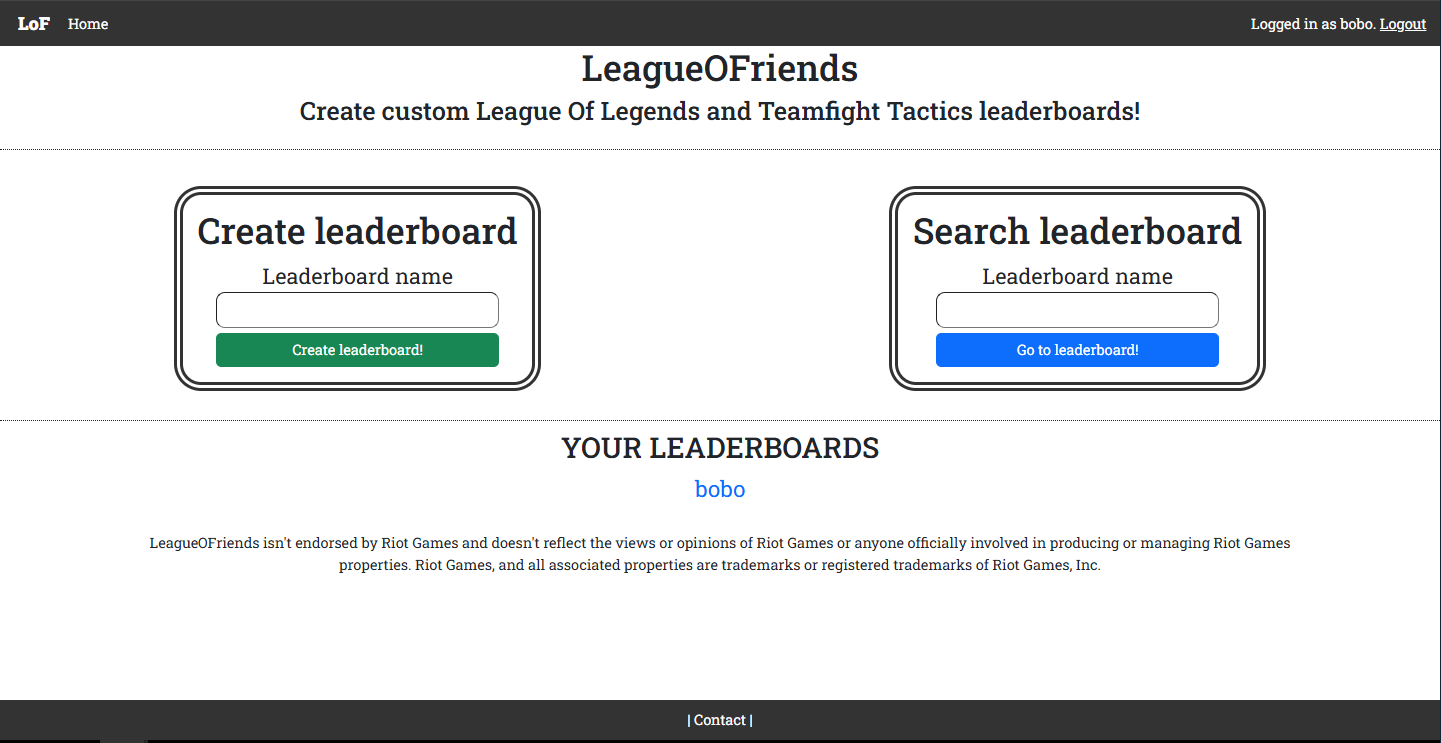 LoF Home Logged in as bobo. Logout
LeagueOFriends
Create custom League Of Legends and Teamfight Tactics leaderboards!
Create leaderboard
Leaderboard name
Create leaderboard!
Search leaderboard
Leaderboard name
Go to leaderboard!
YOUR LEADERBOARDS
bobo
LeagueOFriends isn't endorsed by Riot Games and doesn't reflect the views or opinions of Riot Games or anyone officially involved in producing or managing Riot Games
properties. Riot Games, and all associated properties are trademarks or registered trademarks of Riot Games, Inc.
| Contact |